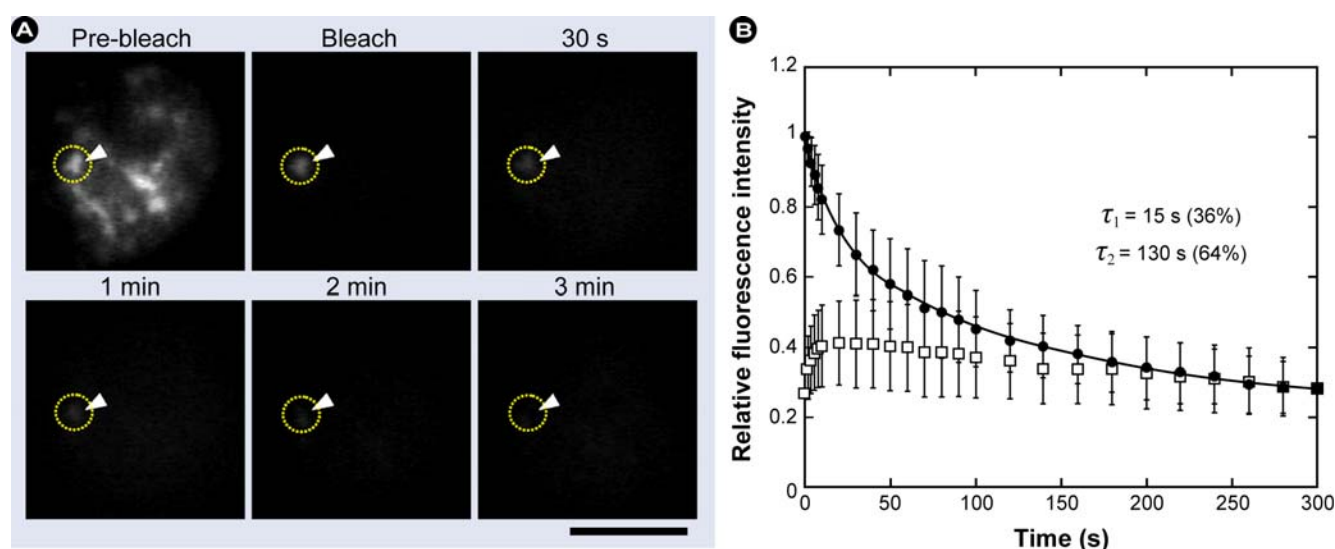 A
Pre-bleach Bleach 30 s
1 min 2 min 3 min
B
Relative fluorescence intensity
1.2
1
0.8
0.6
0.4
0.2
0
τ1 = 15 s (36%)
τ2 = 130 s (64%)
0 50 100 150 200 250 300
Time (s)